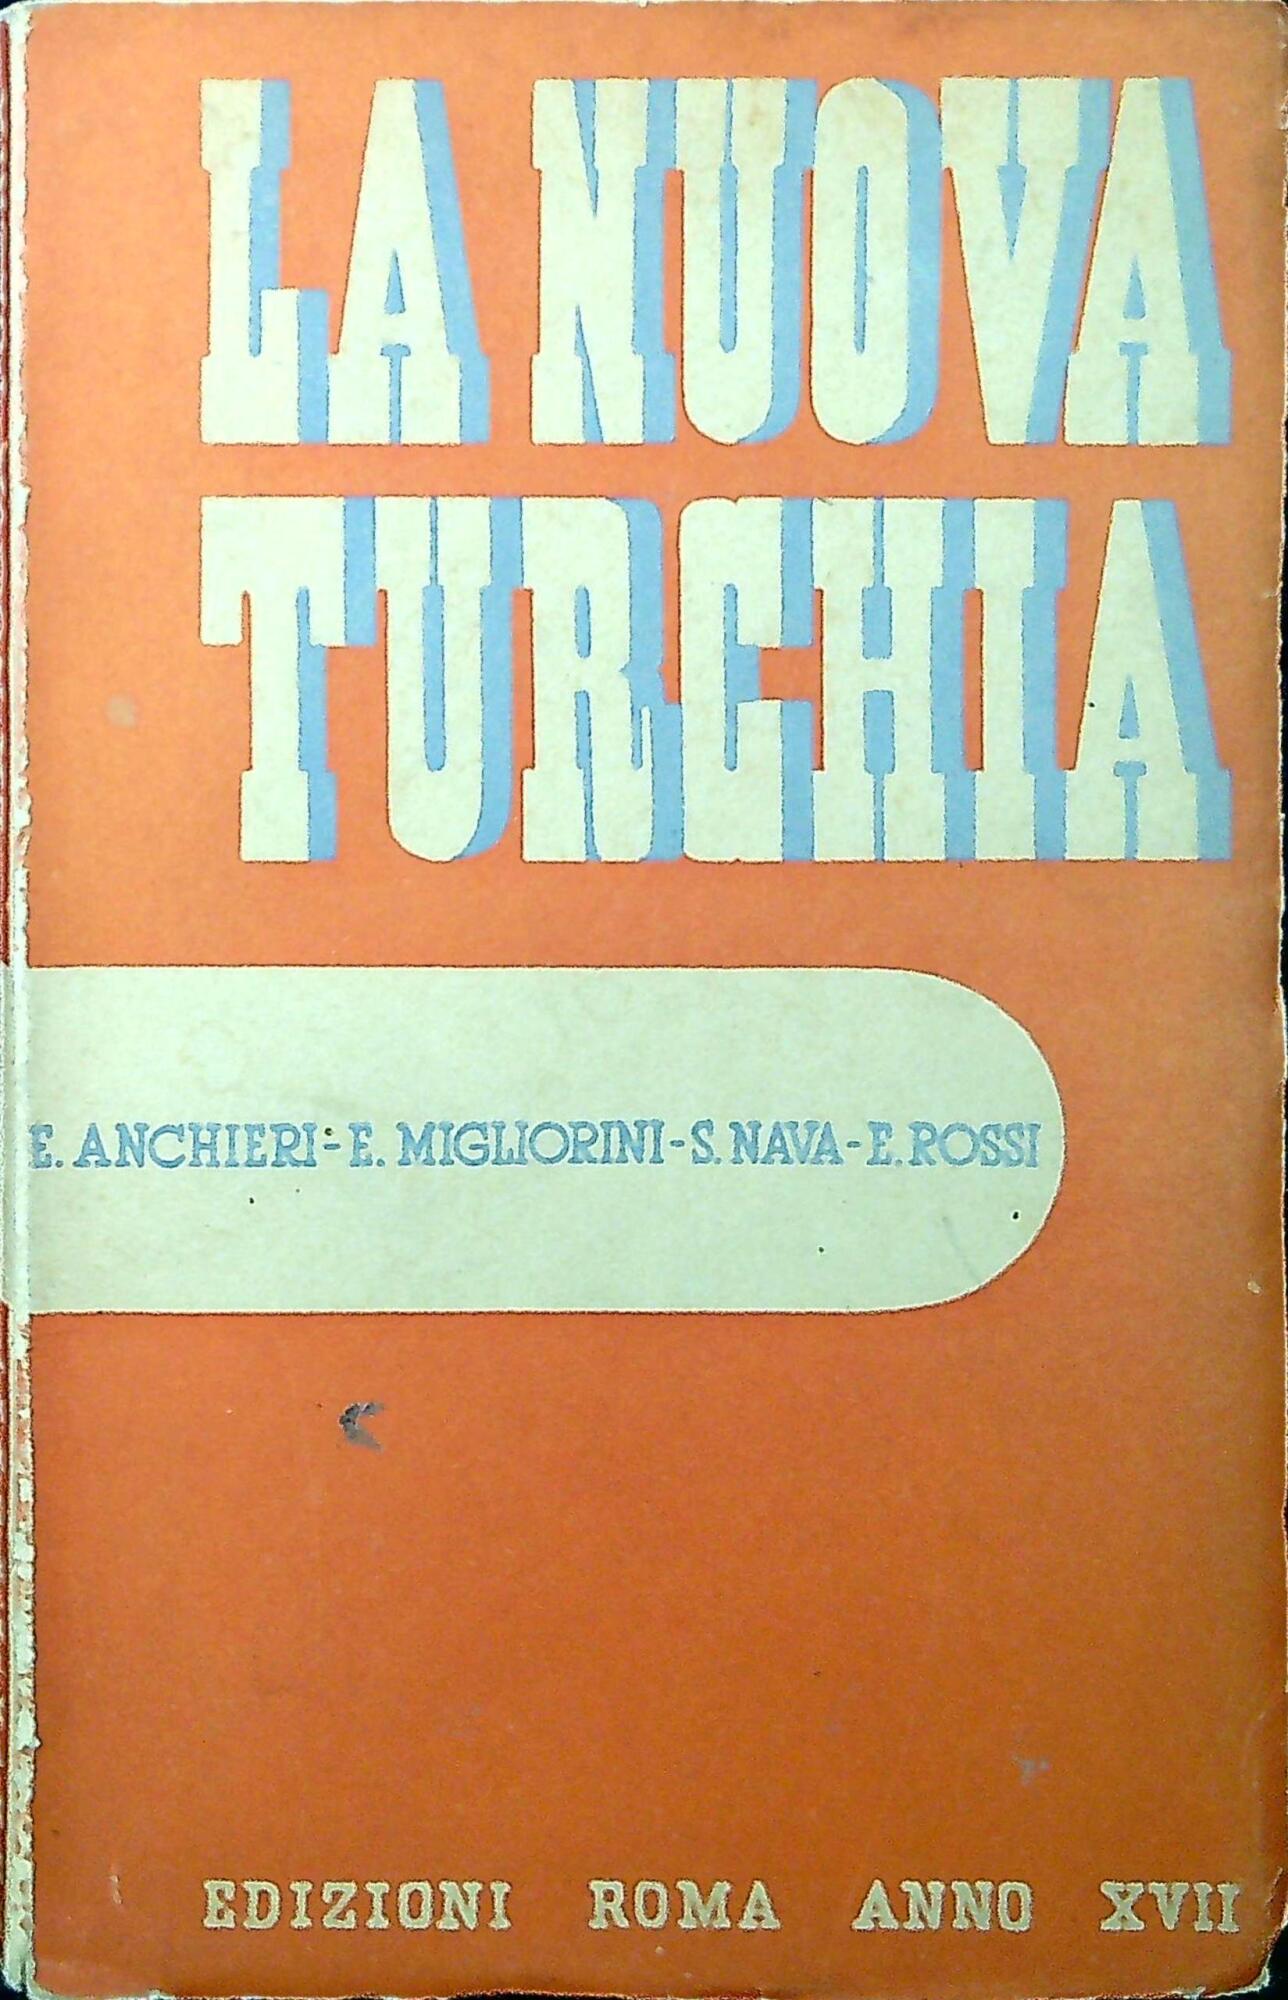 LA NUOVA
TURCHIA
E. ANCHIERI - E. MIGLIORINI - S. NAVA - E. ROSSI
EDIZIONI ROMA ANNO XVII